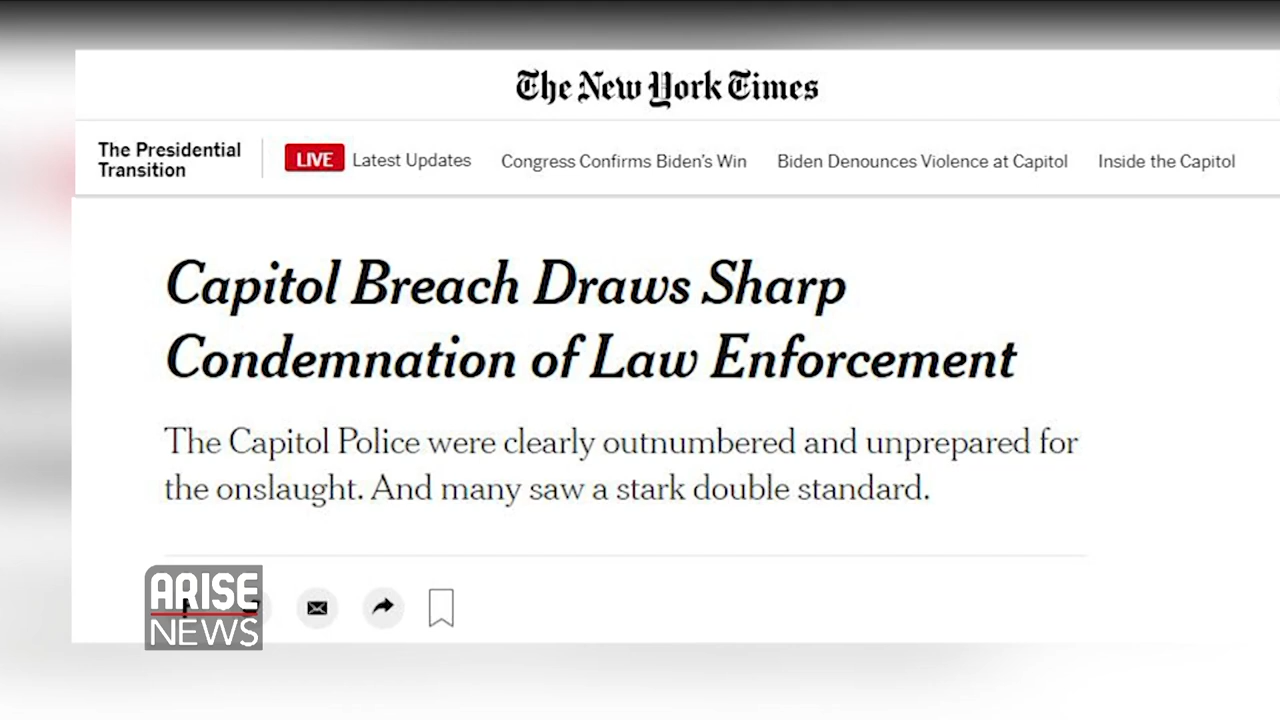 The New York Times
The Presidential
Transition
LIVE
Latest Updates
Congress Confirms Biden's Win
Biden Denounces Violence at Capitol
Inside the Capitol
Capitol Breach Draws Sharp
Condemnation of Law Enforcement
The Capitol Police were clearly outnumbered and unprepared for
the onslaught. And many saw a stark double standard.
ARISE
NEWS